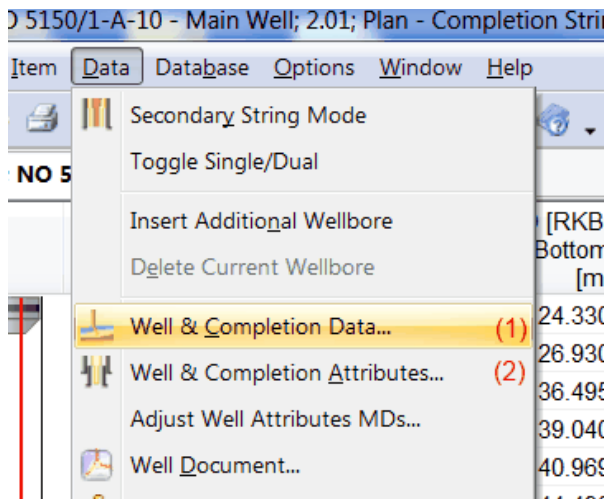 5150/1-A-10 - Main Well; 2.01; Plan - Completion Strin
Item Data Database Options Window Help
Secondary String Mode
Toggle Single/Dual
NO 5
Insert Additional Wellbore
[RKB
Bottom
Delete Current Wellbore
[m
24.330
Well & Completion Data... (1)
26.930
Well & Completion Attributes... (2)
36.495
Adjust Well Attributes MDs...
39.040
Well Document...
40.969